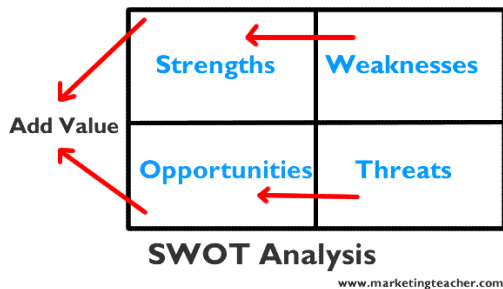 Strengths
Weaknesses
Add Value
Opportunities
Threats
SWOT Analysis
www.marketingteacher.com